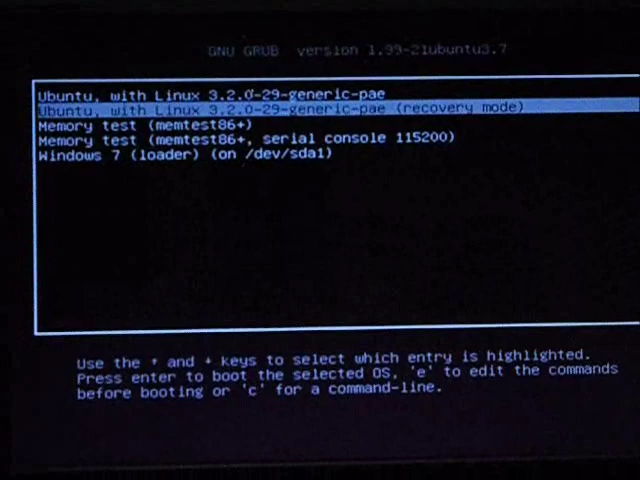 GNU GRUB version 1.99-21ubuntu3.7
Ubuntu, with Linux 3.2.0-29-generic-pae
Ubuntu, with Linux 3.2.0-29-generic-pae (recovery mode)
Memory test (memtest86+)
Memory test (memtest86+, serial console 115200)
Windows 7 (loader) (on /dev/sda1)
Use the ↑ and ↓ keys to select which entry is highlighted.
Press enter to boot the selected OS, 'e' to edit the commands
before booting or 'c' for a command-line.